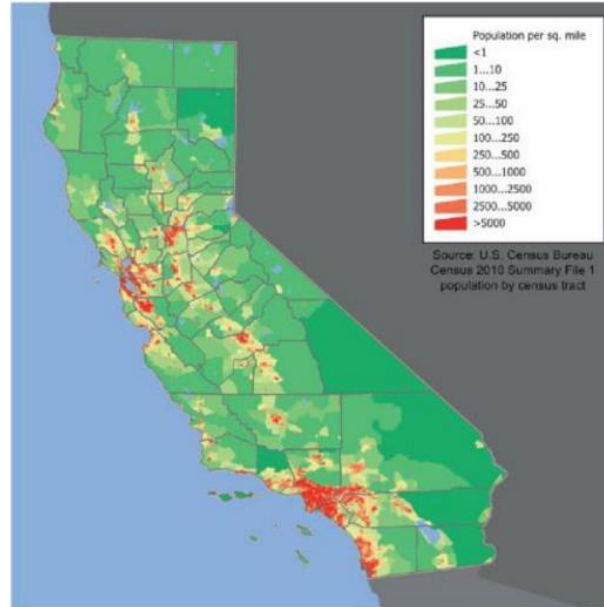 Population per sq. mile
<1
1...10
10...25
25...50
50...100
100...250
250...500
500...1000
1000...2500
2500...5000
>5000
Source: U.S. Census Bureau
Census 2010 Summary File 1
population by census tract